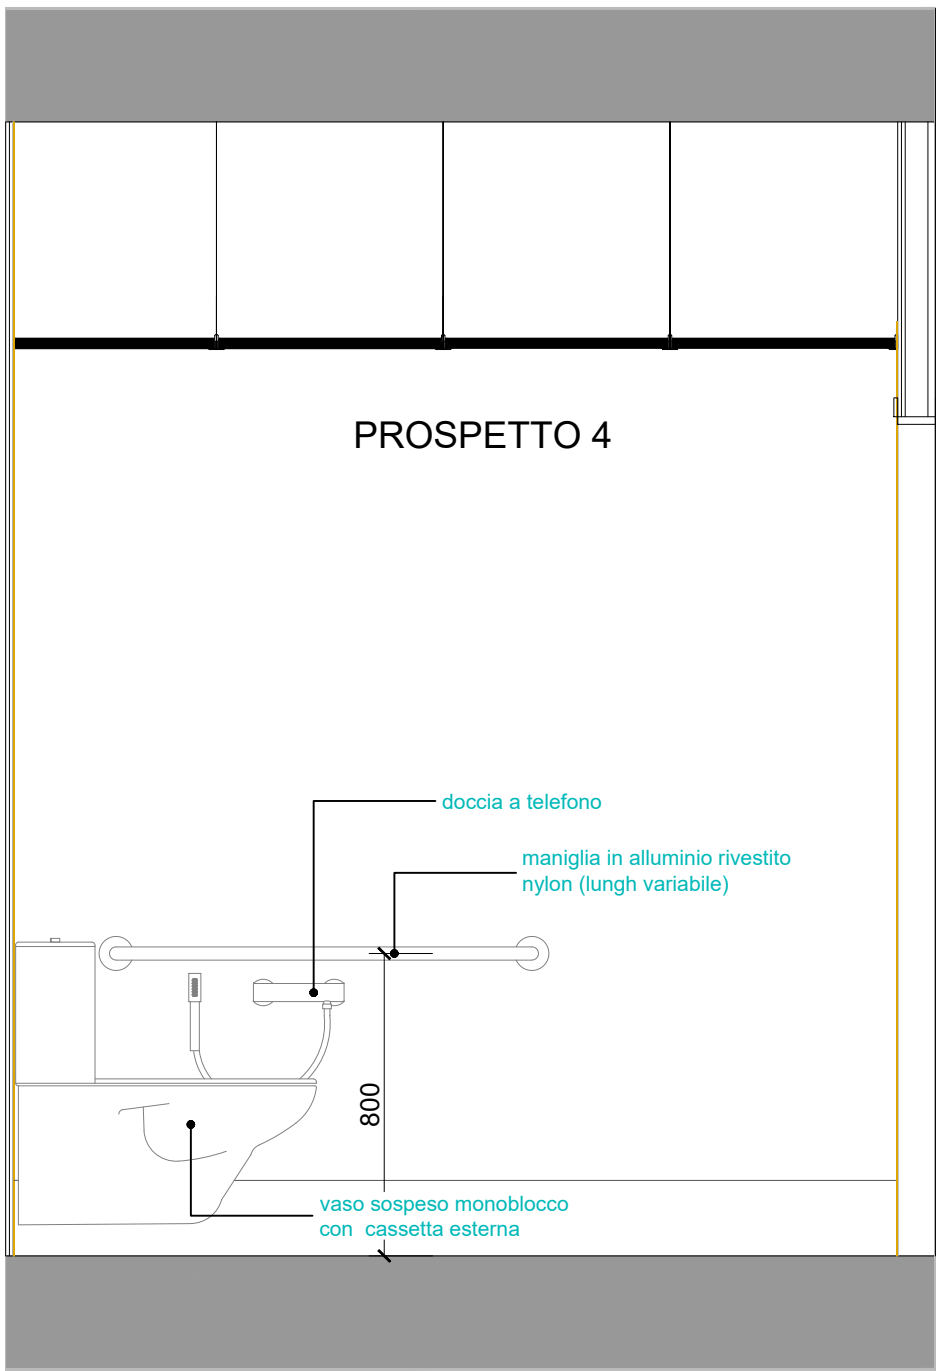 PROSPETTO 4
doccia a telefono
maniglia in alluminio rivestito
nylon (lungh variabile)
800
vaso sospeso monoblocco
con  cassetta esterna